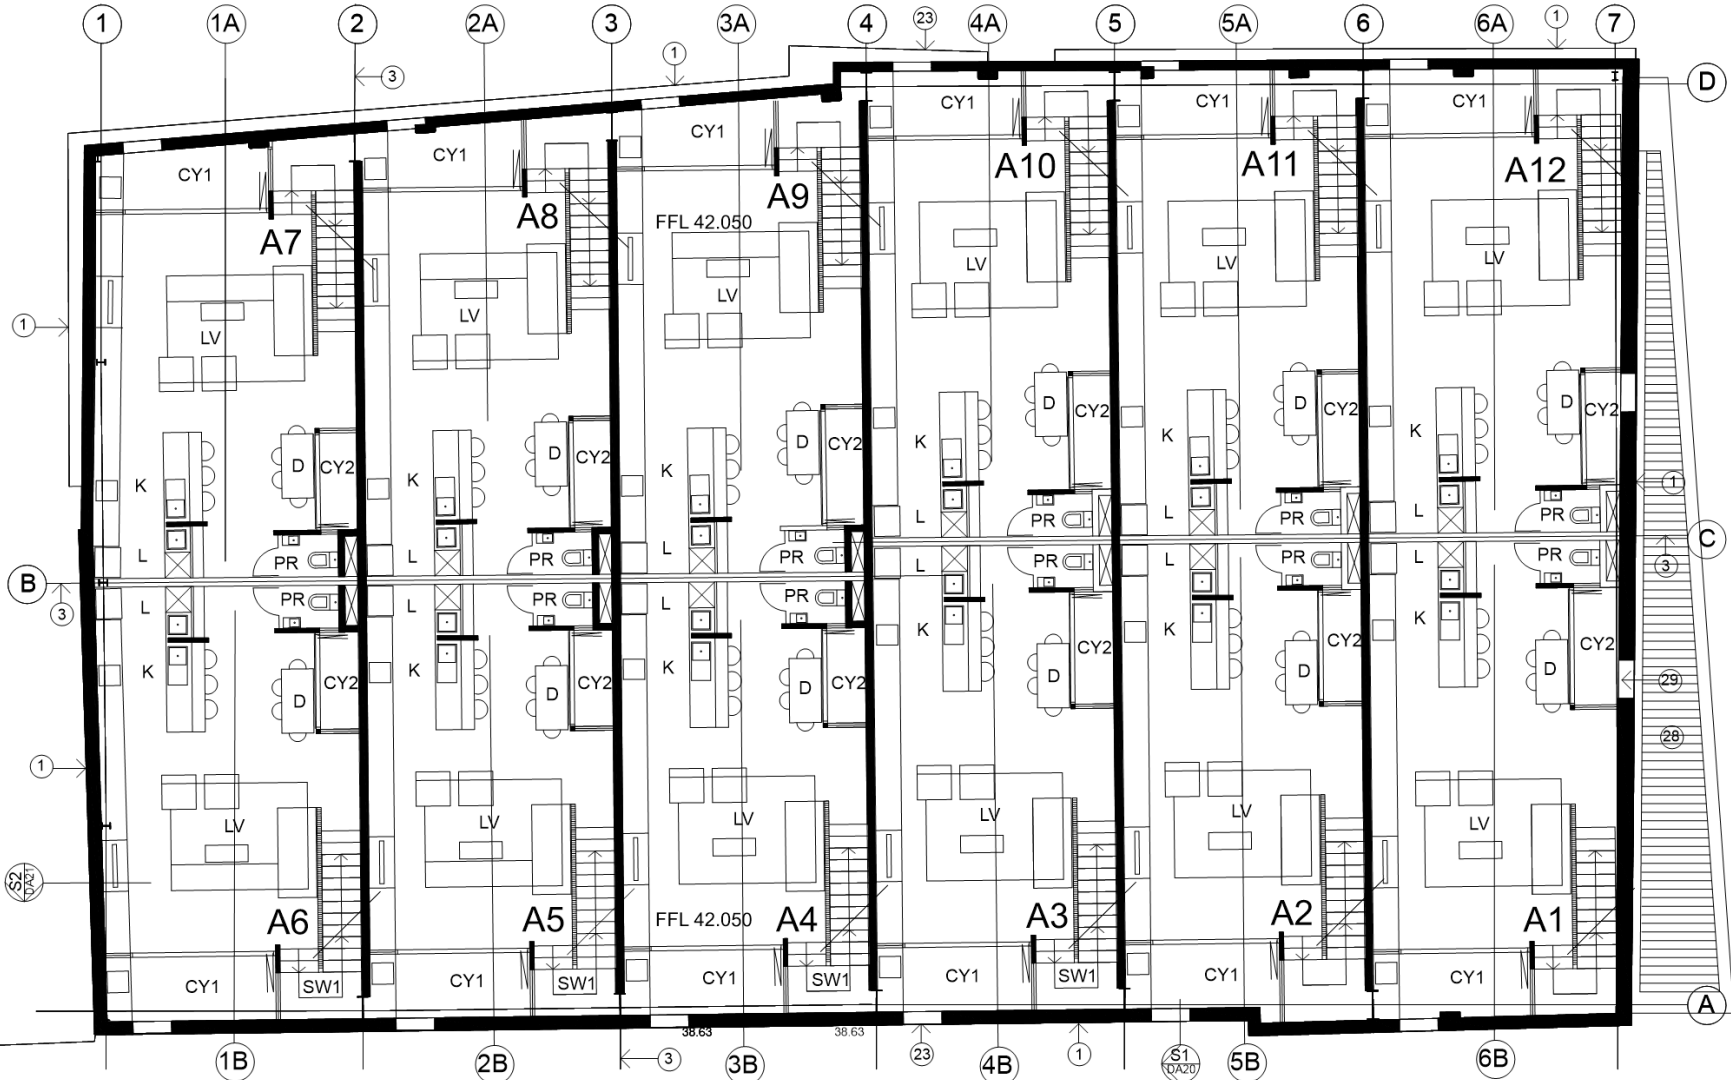 1 1A 2 2A 3 3A 4 23 4A 5 5A 6 6A 1 7
3 1
D
CY1 CY1 CY1 CY1 CY1 CY1
A7 A8 A9 A10 A11 A12
FFL 42.050
LV LV LV LV LV LV
1
D D D D D D
CY2 CY2 CY2 CY2 CY2 CY2
K K K K K K
1
L L L L L L
PR PR PR PR PR PR
C
B
3
3
L L L L L L
PR PR PR PR PR PR
K K K K K K
CY2 CY2 CY2 CY2 CY2 CY2
D D D D D D
29
28
1
LV LV LV LV LV LV
S2
DA21
A6 A5 A4 A3 A2 A1
FFL 42.050
CY1 CY1 CY1 CY1 CY1 CY1
SW1 SW1 SW1 SW1
A
38.63 38.63
1B 2B 3 3B 23 4B 1 5B 6B
S1
DA20